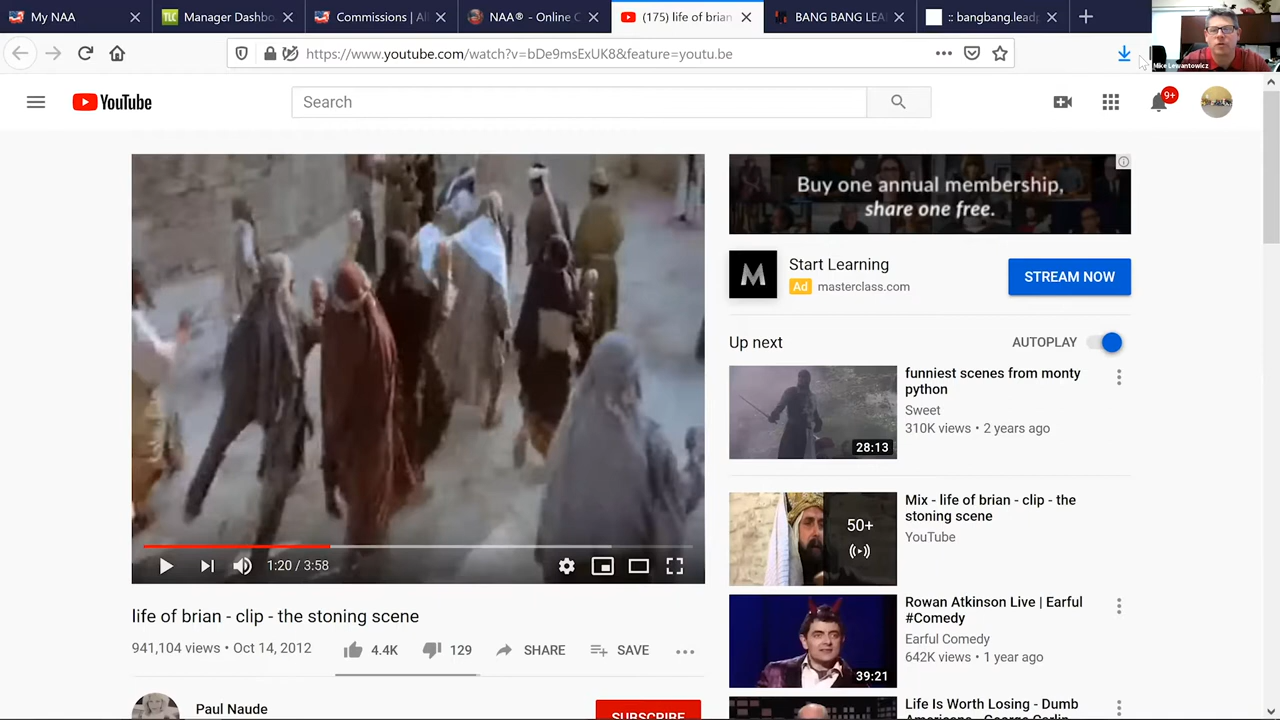 My NAA
Manager Dashbo
Commissions | All
- Online
(175) life of brian
BANG BANG LEA
:: bangbang.leadp
https://www.youtube.com/watch?
bDe9msExUK8&feature=youtu.be
Mike Lewantowicz
YouTube
Search
9+
Buy one annual membership,
share one free.
M
Start Learning
Ad masterclass.com
STREAM NOW
Up next
AUTOPLAY
funniest scenes from monty
python
Sweet
310K views • 2 years ago
28:13
Mix - life of brian - clip - the
stoning scene
YouTube
50+
Rowan Atkinson Live | Earful
#Comedy
Earful Comedy
642K views • 1 year ago
39:21
Life Is Worth Losing - Dumb
Americans - George Carlin
1:20 / 3:58
life of brian - clip - the stoning scene
941,104 views • Oct 14, 2012
4.4K
129
SHARE
SAVE
Paul Naude
SUBSCRIBE